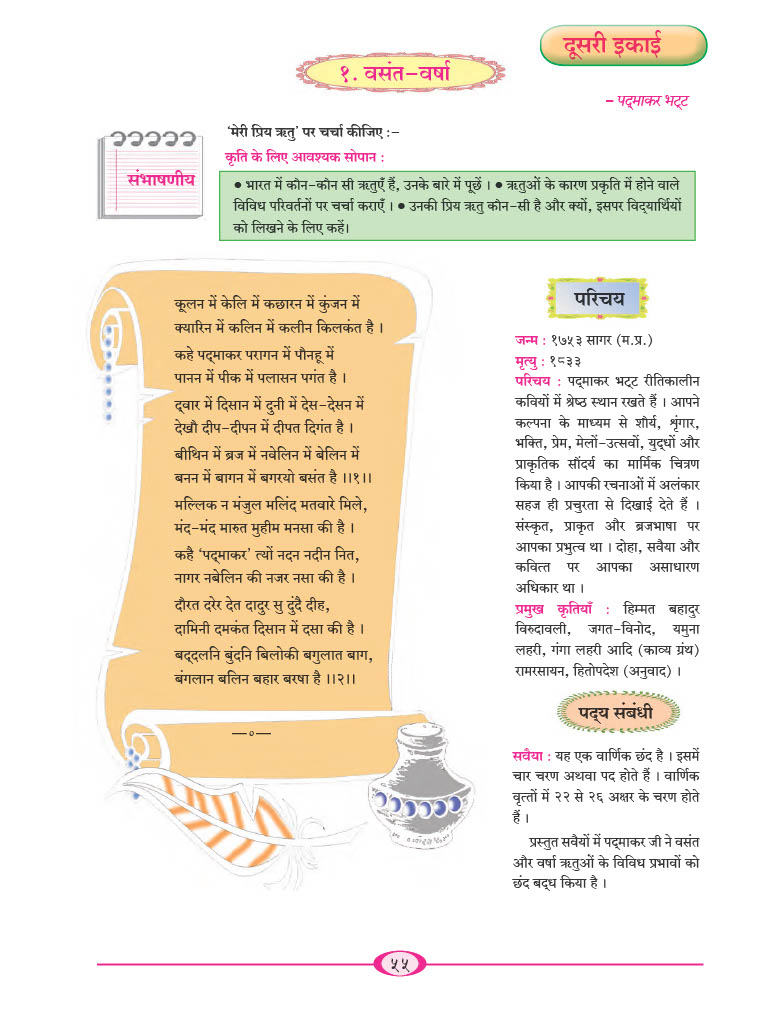 दूसरी इकाई
१. वसंत-वर्षा
– पद्‌माकर भट्‌ट
संभाषणीय
‘मेरी प्रिय ऋतु’ पर चर्चा कीजिए :–
कृति के लिए आवश्यक सोपान :
● भारत में कौन-कौन सी ऋतुएँ हैं, उनके बारे में पूछें । ● ऋतुओं के कारण प्रकृति में होने वाले
विविध परिवर्तनों पर चर्चा कराएँ । ● उनकी प्रिय ऋतु कौन-सी है और क्यों, इसपर विद्‌यार्थियों
को लिखने के लिए कहें।
कूलन में केलि में कछारन में कुंजन में
क्यारिन में कलिन में कलीन किलकंत है ।
कहे पद्‌माकर परागन में पौनहू में
पानन में पीक में पलासन पगंत है ।
द्‌वार में दिसान में दुनी में देस-देसन में
देखौ दीप-दीपन में दीपत दिगंत है ।
बीथिन में ब्रज में नवेलिन में बेलिन में
बनन में बागन में बगरयो बसंत है ।।१।।
मल्लिक न मंजुल मलिंद मतवारे मिले,
मंद-मंद मारुत मुहीम मनसा की है ।
कहै ‘पद्‌माकर’ त्यों नदन नदीन नित,
नागर नबेलिन की नजर नसा की है ।
दौरत दरेर देत दादुर सु दुंदै दीह,
दामिनी दमकंत दिसान में दसा की है ।
बद्‌दलनि बुंदनि बिलोकी बगुलात बाग,
बंगलान बलिन बहार बरषा है ।।२।।
—०—
परिचय
जन्म : १७५३ सागर (म.प्र.)
मृत्यु : १८३३
परिचय : पद्‌माकर भट्‌ट रीतिकालीन
कवियों में श्रेष्ठ स्थान रखते हैं । आपने
कल्पना के माध्यम से शौर्य, शृंगार,
भक्ति, प्रेम, मेलों-उत्सवों, युद्‌धों और
प्राकृतिक सौंदर्य का मार्मिक चित्रण
किया है । आपकी रचनाओं में अलंकार
सहज ही प्रचुरता से दिखाई देते हैं ।
संस्कृत, प्राकृत और ब्रजभाषा पर
आपका प्रभुत्व था । दोहा, सवैया और
कवित्त पर आपका असाधारण
अधिकार था ।
प्रमुख कृतियाँ : हिम्मत बहादुर
विरुदावली, जगत-विनोद, यमुना
लहरी, गंगा लहरी आदि (काव्य ग्रंथ)
रामरसायन, हितोपदेश (अनुवाद) ।
पद्‌य संबंधी
सवैया : यह एक वार्णिक छंद है । इसमें
चार चरण अथवा पद होते हैं । वार्णिक
वृत्तों में २२ से २६ अक्षर के चरण होते
हैं ।
प्रस्तुत सवैयों में पद्‌माकर जी ने वसंत
और वर्षा ऋतुओं के विविध प्रभावों को
छंद बद्‌ध किया है ।
५५